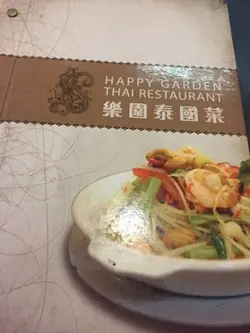 HAPPY GARDEN
THAI RESTAURANT
樂園泰國菜